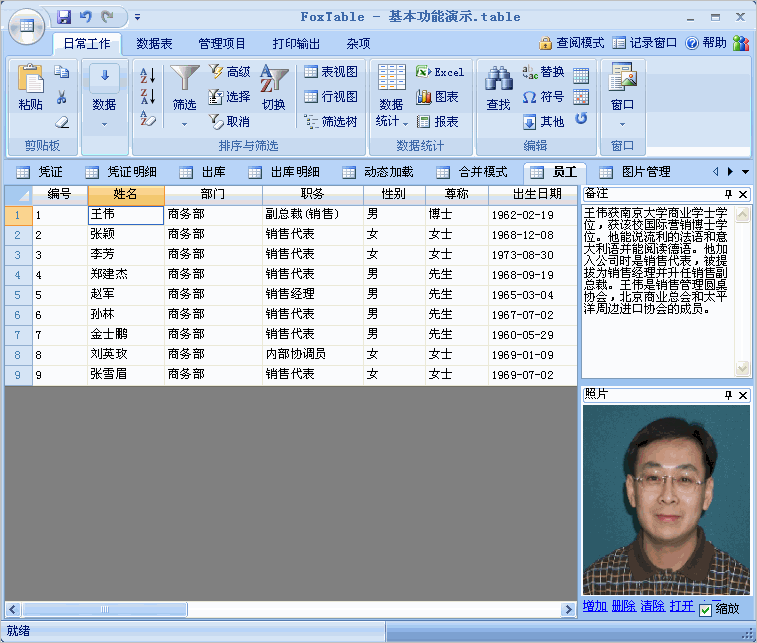 FoxTable - 基本功能演示.table
日常工作 数据表 管理项目 打印输出 杂项 查阅模式 记录窗口 帮助
粘贴 剪贴板
数据
筛选 高级 选择 取消 切换 表视图 行视图 筛选树 排序与筛选
数据统计 Excel 图表 报表 数据统计
查找 替换 符号 其他 编辑
窗口 窗口
凭证 凭证明细 出库 出库明细 动态加载 合并模式 员工 图片管理
编号 姓名 部门 职务 性别 尊称 出生日期
1 1 王伟 商务部 副总裁(销售) 男 博士 1962-02-19
2 2 张颖 商务部 销售代表 女 女士 1968-12-08
3 3 李芳 商务部 销售代表 女 女士 1973-08-30
4 4 郑建杰 商务部 销售代表 男 先生 1968-09-19
5 5 赵军 商务部 销售经理 男 先生 1965-03-04
6 6 孙林 商务部 销售代表 男 先生 1967-07-02
7 7 金士鹏 商务部 销售代表 男 先生 1960-05-29
8 8 刘英玫 商务部 内部协调员 女 女士 1969-01-09
9 9 张雪眉 商务部 销售代表 女 女士 1969-07-02
备注
王伟获南京大学商业学士学
位，获该校国际营销博士学
位。他能说流利的法语和意
大利语并能阅读德语。他加
入公司时是销售代表，被提
拔为销售经理并升任销售副
总裁。王伟是销售管理圆桌
协会，北京商业总会和太平
洋周边进口协会的成员。
照片
增加 删除 清除 打开 缩放
就绪